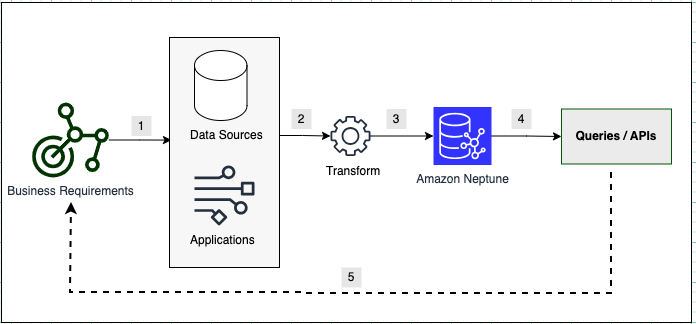 1
Data Sources
Applications
2
Transform
3
Amazon Neptune
4
Queries / APIs
Business Requirements
5